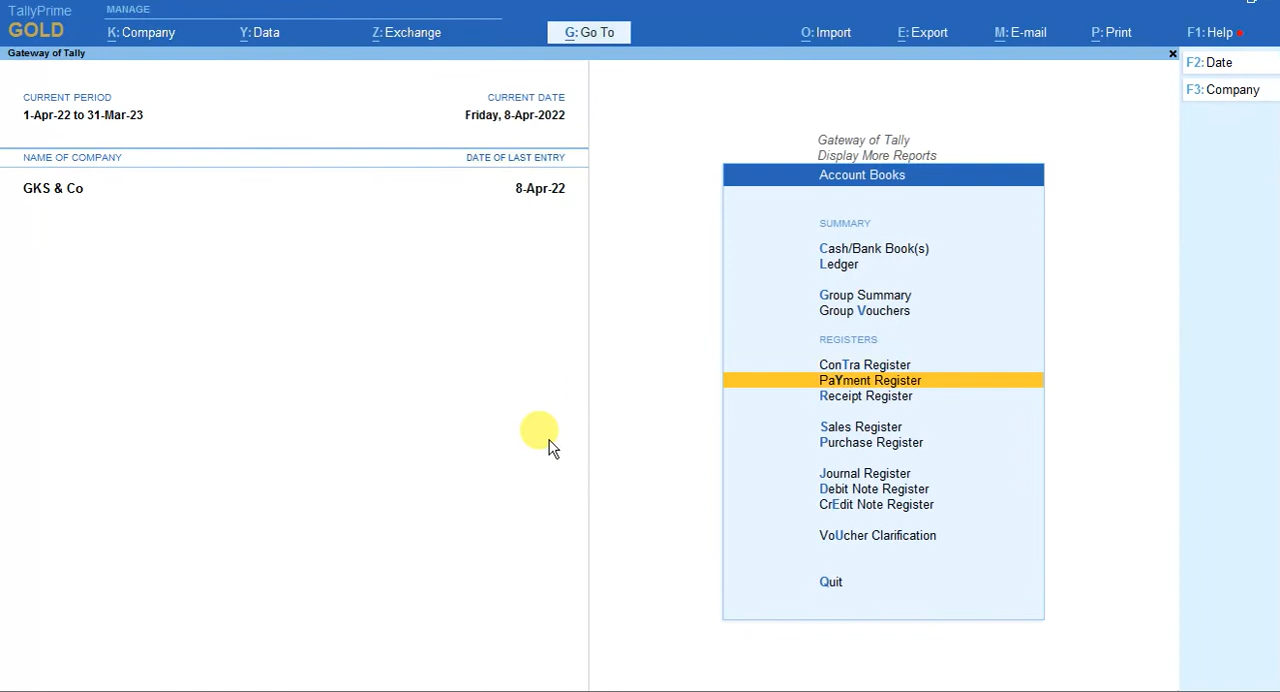 TallyPrime
GOLD
MANAGE
K: Company
Y: Data
Z: Exchange
G: Go To
O: Import
E: Export
M: E-mail
P: Print
F1: Help
Gateway of Tally
F2: Date
F3: Company
CURRENT PERIOD
CURRENT DATE
1-Apr-22 to 31-Mar-23
Friday, 8-Apr-2022
NAME OF COMPANY
DATE OF LAST ENTRY
GKS & Co
8-Apr-22
Gateway of Tally
Display More Reports
Account Books
SUMMARY
Cash/Bank Book(s)
Ledger
Group Summary
Group Vouchers
REGISTERS
ConTra Register
PaYment Register
Receipt Register
Sales Register
Purchase Register
Journal Register
Debit Note Register
CrEdit Note Register
VoUcher Clarification
Quit